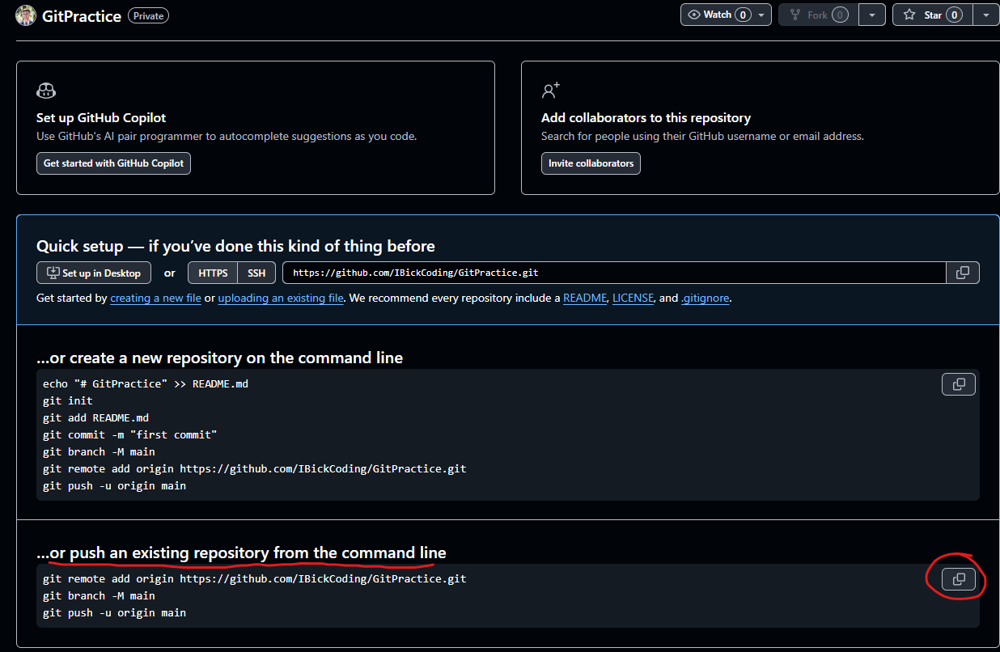 GitPractice Private Watch 0 Fork 0 Star 0
Set up GitHub Copilot
Use GitHub's AI pair programmer to autocomplete suggestions as you code.
Get started with GitHub Copilot
Add collaborators to this repository
Search for people using their GitHub username or email address.
Invite collaborators
Quick setup — if you've done this kind of thing before
Set up in Desktop or HTTPS SSH https://github.com/IBickCoding/GitPractice.git
Get started by creating a new file or uploading an existing file. We recommend every repository include a README, LICENSE, and .gitignore.
…or create a new repository on the command line
echo "# GitPractice" >> README.md
git init
git add README.md
git commit -m "first commit"
git branch -M main
git remote add origin https://github.com/IBickCoding/GitPractice.git
git push -u origin main
…or push an existing repository from the command line
git remote add origin https://github.com/IBickCoding/GitPractice.git
git branch -M main
git push -u origin main